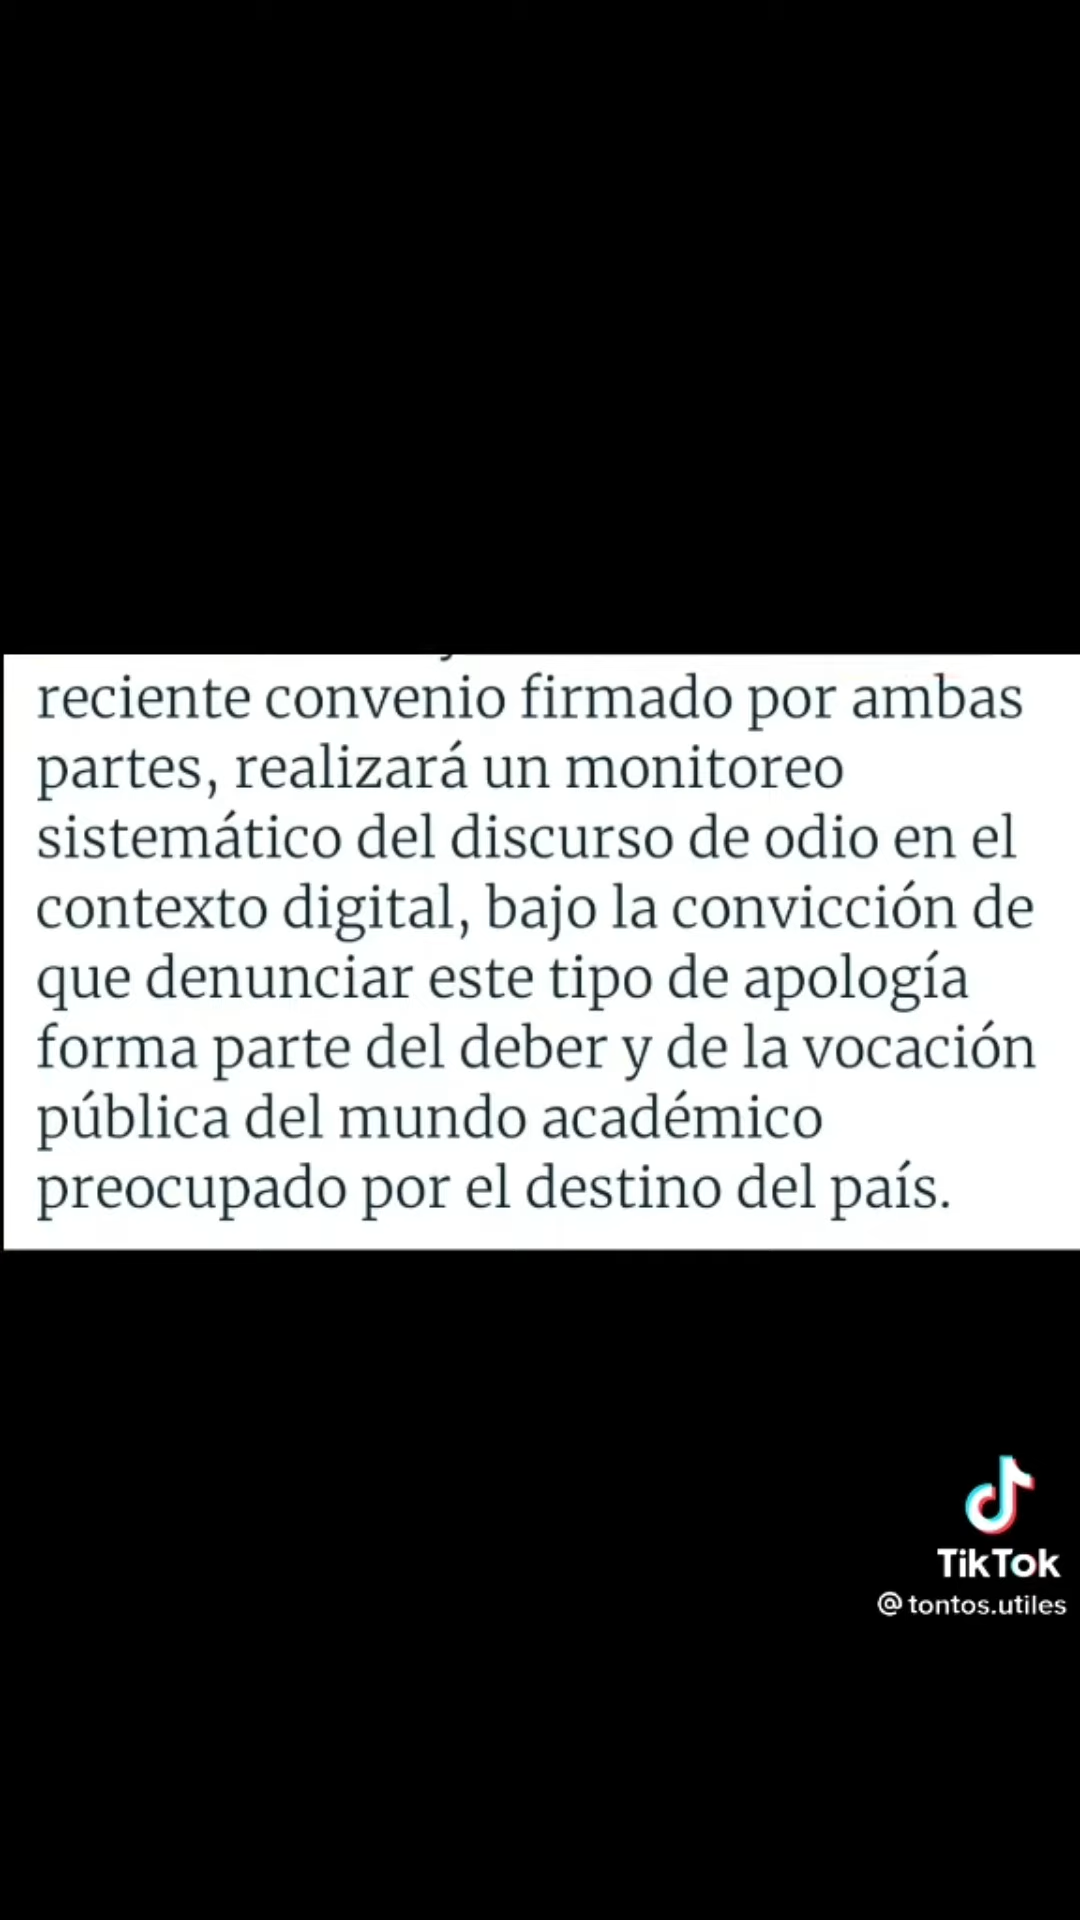 reciente convenio firmado por ambas
partes, realizará un monitoreo
sistemático del discurso de odio en el
contexto digital, bajo la convicción de
que denunciar este tipo de apología
forma parte del deber y de la vocación
pública del mundo académico
preocupado por el destino del país.
TikTok
@tontos.utiles